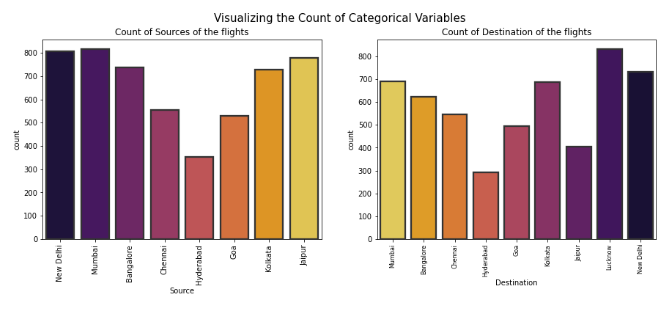 Visualizing the Count of Categorical Variables
Count of Sources of the flights
800
700
600
500
400
300
200
100
0
count
New Delhi
Mumbai
Bangalore
Chennai
Hyderabad
Goa
Kolkata
Jaipur
Source
Count of Destination of the flights
800
700
600
500
400
300
200
100
0
count
Mumbai
Bangalore
Chennai
Hyderabad
Goa
Kolkata
Jaipur
Lucknow
New Delhi
Destination